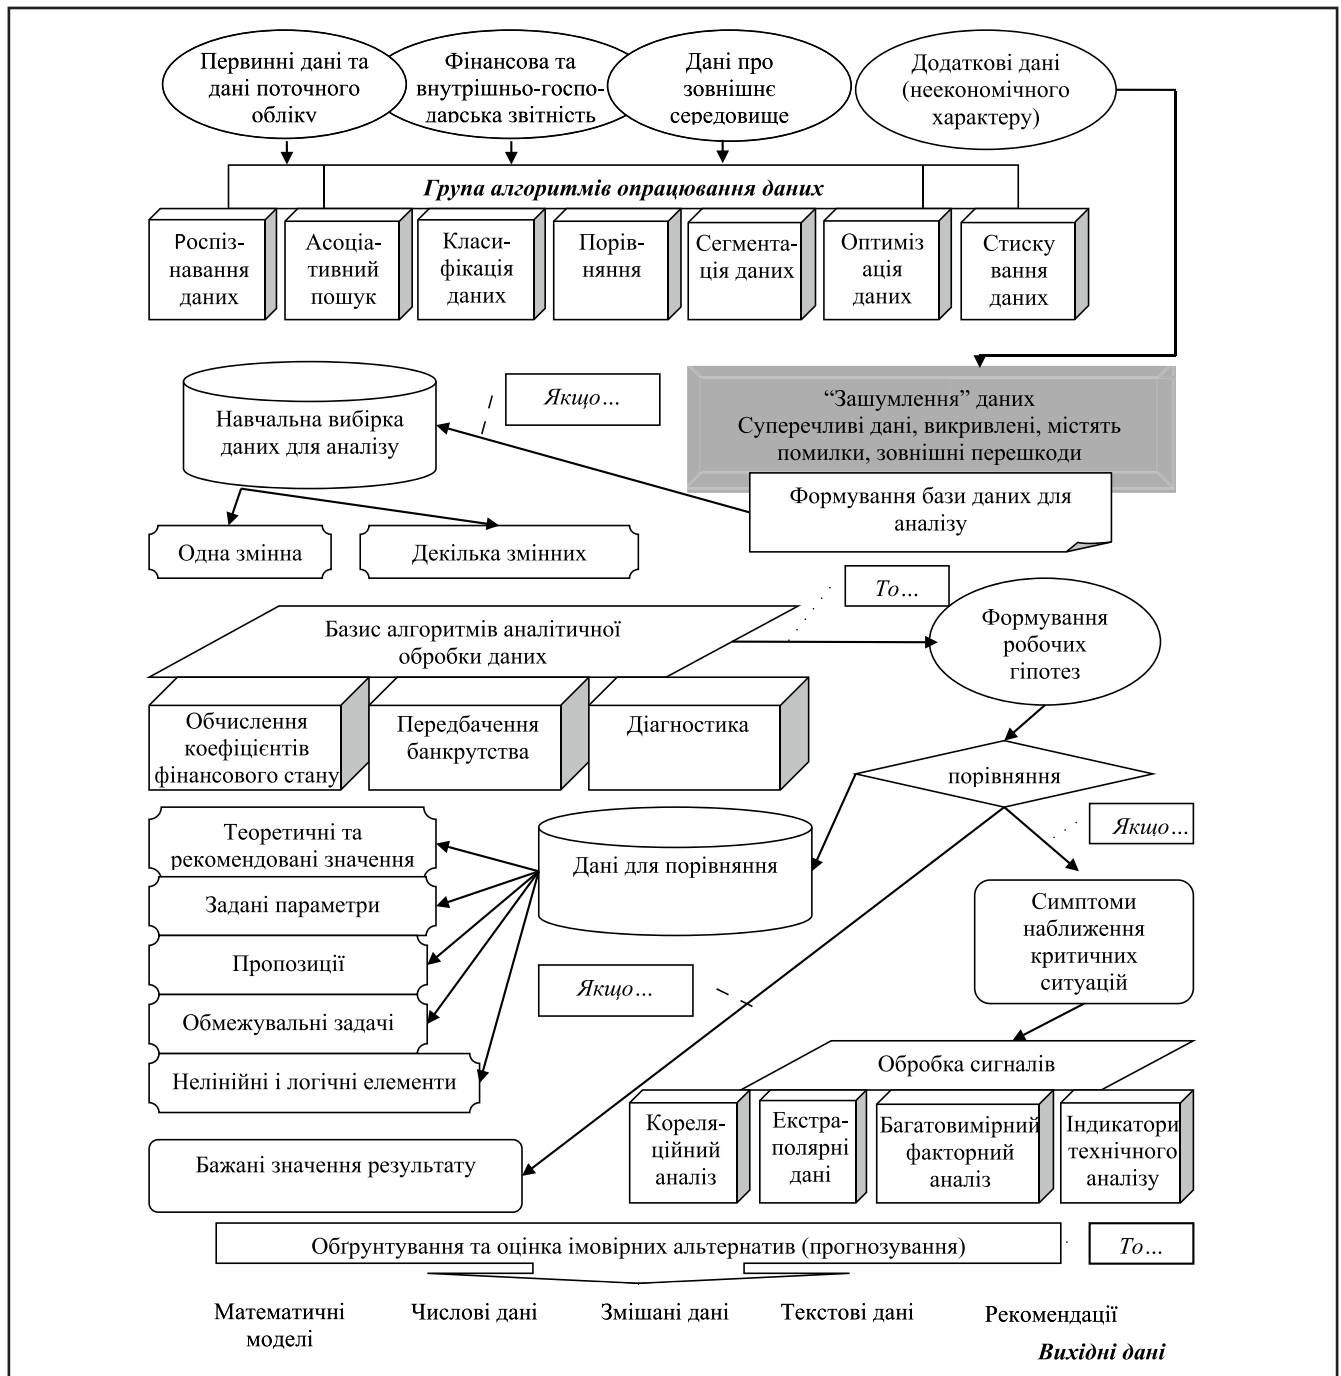 Первинні дані та
дані поточного
обліку
Фінансова та
внутрішньо-госпо-
дарська звітність
Дані про
зовнішнє
середовище
Додаткові дані
(неекономічного
характеру)
Група алгоритмів опрацювання даних
Роспіз-
навання
даних
Асоціа-
тивний
пошук
Класи-
фікація
даних
Порів-
няння
Сегмента-
ція даних
Оптиміз
ація
даних
Стиску
вання
даних
Навчальна вибірка
даних для аналізу
Якщо…
“Зашумлення” даних
Суперечливі дані, викривлені, містять
помилки, зовнішні перешкоди
Формування бази даних для
аналізу
Одна змінна
Декілька змінних
То…
Базис алгоритмів аналітичної
обробки даних
Формування
робочих
гіпотез
Обчислення
коефіцієнтів
фінансового стану
Передбачення
банкрутства
Діагностика
порівняння
Якщо…
Теоретичні та
рекомендовані значення
Задані параметри
Пропозиції
Обмежувальні задачі
Нелінійні і логічні елементи
Дані для порівняння
Симптоми
наближення
критичних
ситуацій
Якщо…
Обробка сигналів
Кореля-
ційний
аналіз
Екстра-
полярні
дані
Багатовимірний
факторний
аналіз
Індикатори
технічного
аналізу
Бажані значення результату
Обґрунтування та оцінка імовірних альтернатив (прогнозування)
То…
Математичні
моделі
Числові дані
Змішані дані
Текстові дані
Рекомендації
Вихідні дані